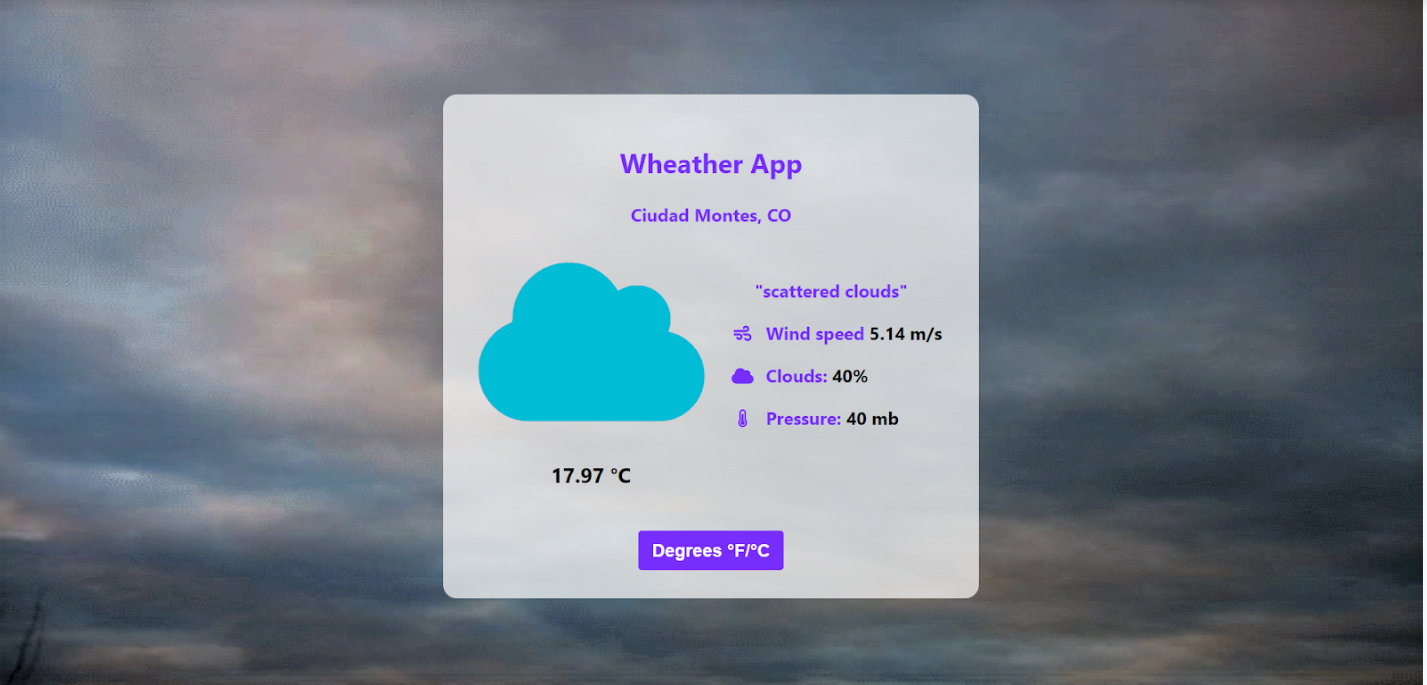 Wheather App
Ciudad Montes, CO
"scattered clouds"
Wind speed 5.14 m/s
Clouds: 40%
Pressure: 40 mb
17.97 °C
Degrees °F/°C